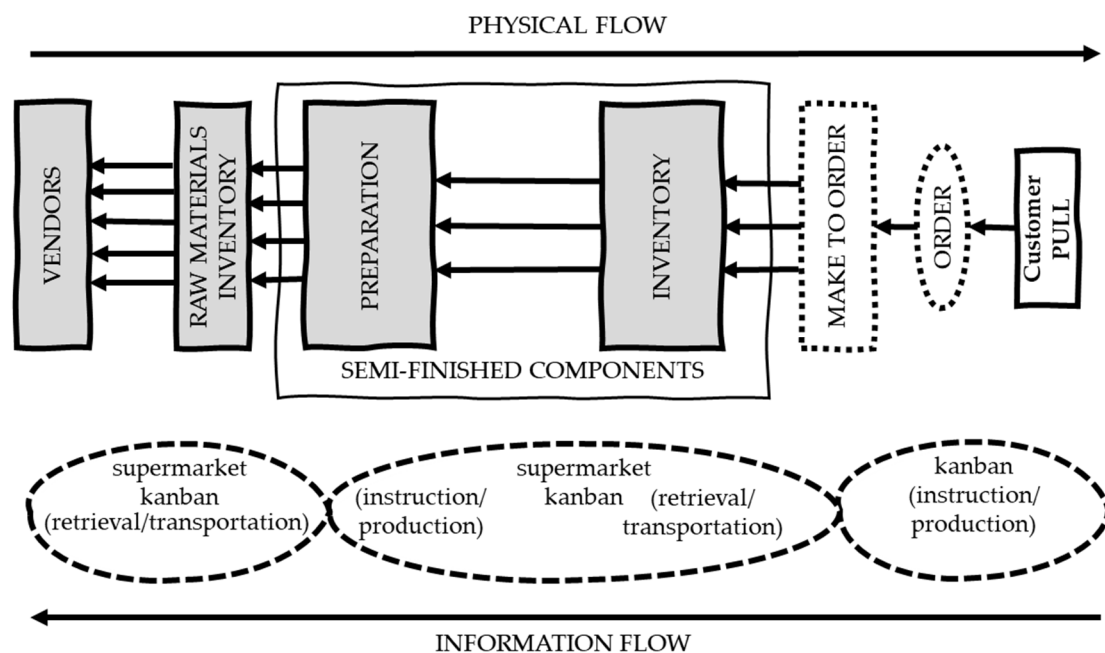 PHYSICAL FLOW
VENDORS
RAW MATERIALS
INVENTORY
PREPARATION
INVENTORY
SEMI-FINISHED COMPONENTS
MAKE TO ORDER
ORDER
Customer
PULL
supermarket
kanban
(retrieval/transportation)
supermarket
kanban
(instruction/
production)
(retrieval/
transportation)
kanban
(instruction/
production)
INFORMATION FLOW